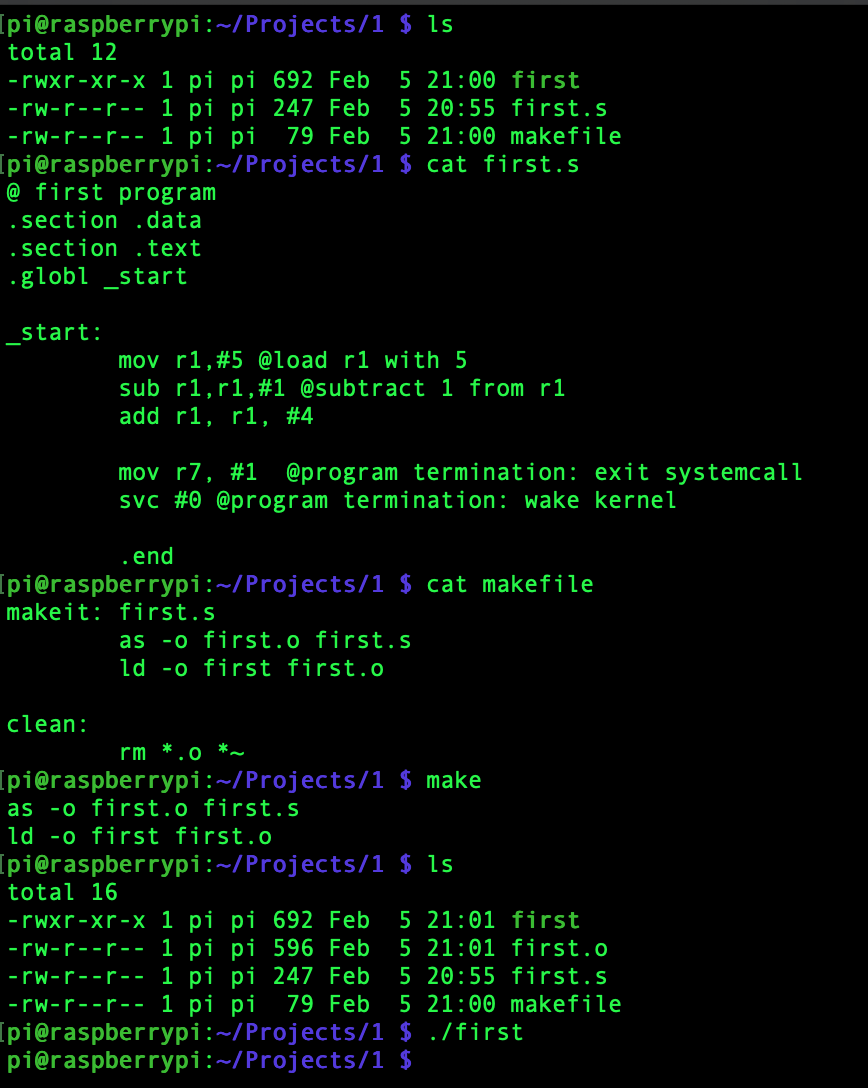 [pi@raspberrypi:~/Projects/1 $ ls
total 12
-rwxr-xr-x 1 pi pi 692 Feb  5 21:00 first
-rw-r--r-- 1 pi pi 247 Feb  5 20:55 first.s
-rw-r--r-- 1 pi pi  79 Feb  5 21:00 makefile
[pi@raspberrypi:~/Projects/1 $ cat first.s
@ first program
.section .data
.section .text
.globl _start

_start:
        mov r1,#5 @load r1 with 5
        sub r1,r1,#1 @subtract 1 from r1
        add r1, r1, #4

        mov r7, #1  @program termination: exit systemcall
        svc #0 @program termination: wake kernel

        .end
[pi@raspberrypi:~/Projects/1 $ cat makefile
makeit: first.s
        as -o first.o first.s
        ld -o first first.o

clean:
        rm *.o *~
[pi@raspberrypi:~/Projects/1 $ make
as -o first.o first.s
ld -o first first.o
[pi@raspberrypi:~/Projects/1 $ ls
total 16
-rwxr-xr-x 1 pi pi 692 Feb  5 21:01 first
-rw-r--r-- 1 pi pi 596 Feb  5 21:01 first.o
-rw-r--r-- 1 pi pi 247 Feb  5 20:55 first.s
-rw-r--r-- 1 pi pi  79 Feb  5 21:00 makefile
[pi@raspberrypi:~/Projects/1 $ ./first
pi@raspberrypi:~/Projects/1 $